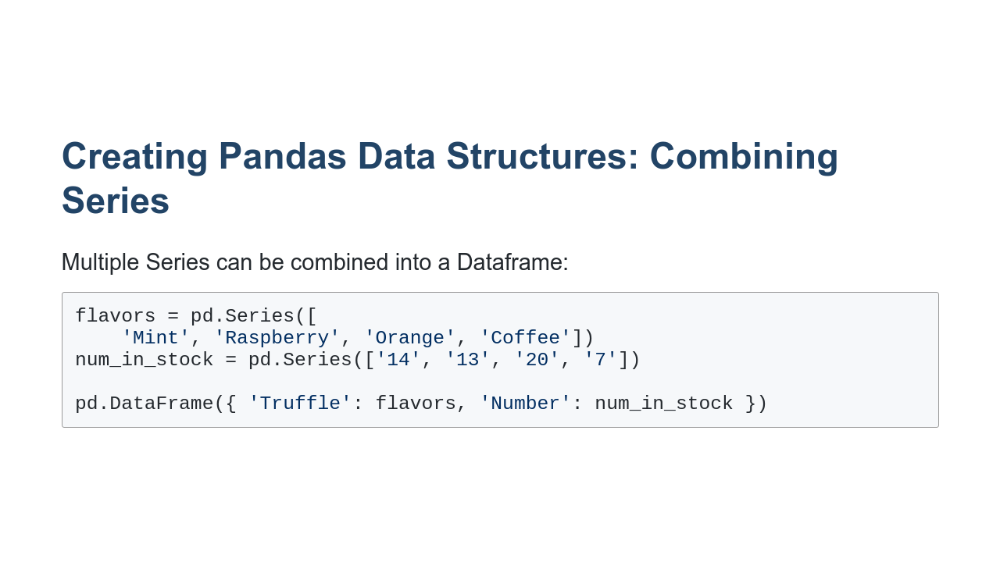 Creating Pandas Data Structures: Combining
Series
Multiple Series can be combined into a Dataframe:
flavors = pd.Series([
    'Mint', 'Raspberry', 'Orange', 'Coffee'])
num_in_stock = pd.Series(['14', '13', '20', '7'])
pd.DataFrame({ 'Truffle': flavors, 'Number': num_in_stock })